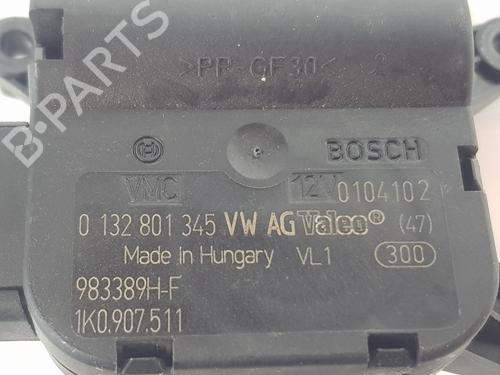 >PP-GF30<
B-PARTS
BOSCH
VMC 12V 0104102
0 132 801 345 VW AG Valeo® (47)
Made in Hungary VL1 300
983389H-F
1K0.907.511